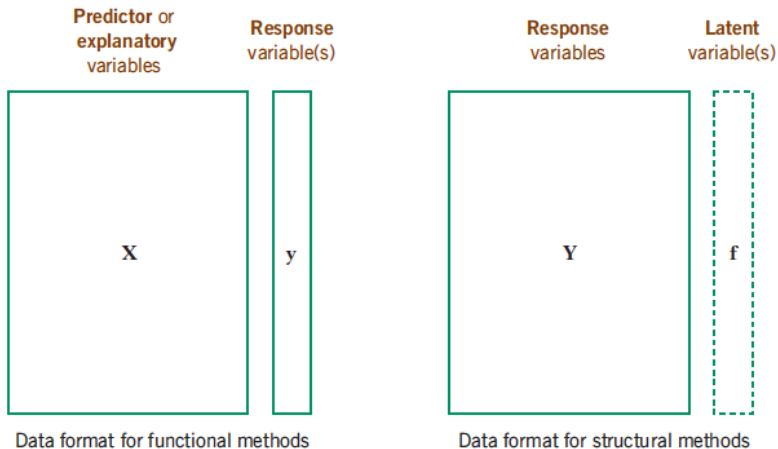 Predictor or
explanatory
variables
Response
variable(s)
Response
variables
Latent
variable(s)
X
y
Y
f
Data format for functional methods
Data format for structural methods